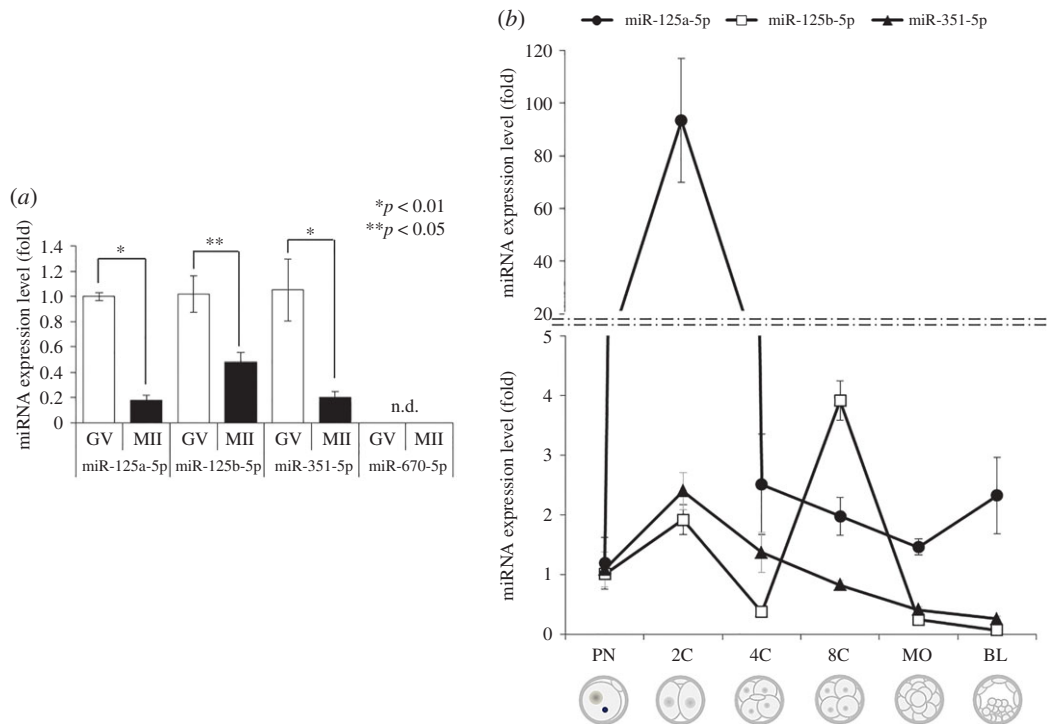 (a)
*p < 0.01
**p < 0.05
miRNA expression level (fold)
1.4
1.2
1.0
0.8
0.6
0.4
0.2
0
*
**
*
n.d.
GV MII GV MII GV MII GV MII
miR-125a-5p miR-125b-5p miR-351-5p miR-670-5p
(b)
miR-125a-5p miR-125b-5p miR-351-5p
miRNA expression level (fold)
120
100
80
60
40
20
miRNA expression level (fold)
5
4
3
2
1
0
PN 2C 4C 8C MO BL